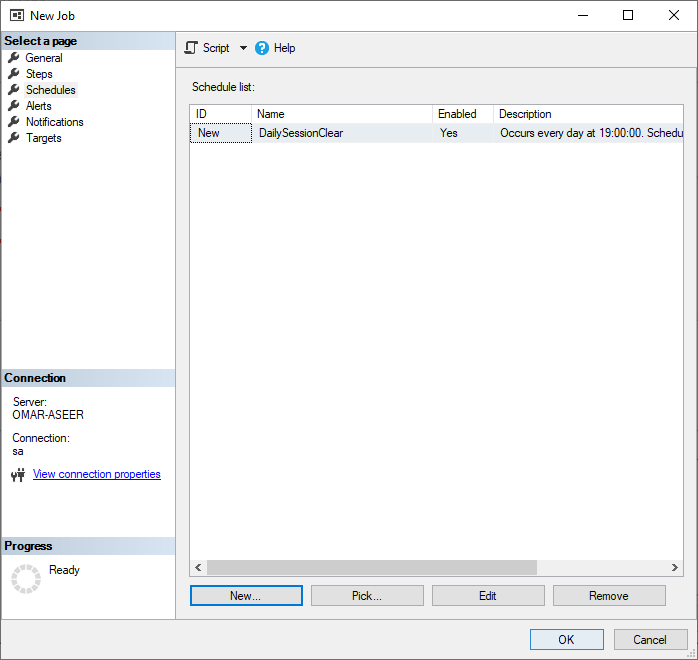 New Job
Select a page
General
Steps
Schedules
Alerts
Notifications
Targets
Connection
Server:
OMAR-ASEER
Connection:
sa
View connection properties
Progress
Ready
Script Help
Schedule list:
ID Name Enabled Description
New DailySessionClear Yes Occurs every day at 19:00:00. Schedu
New... Pick... Edit Remove
OK Cancel